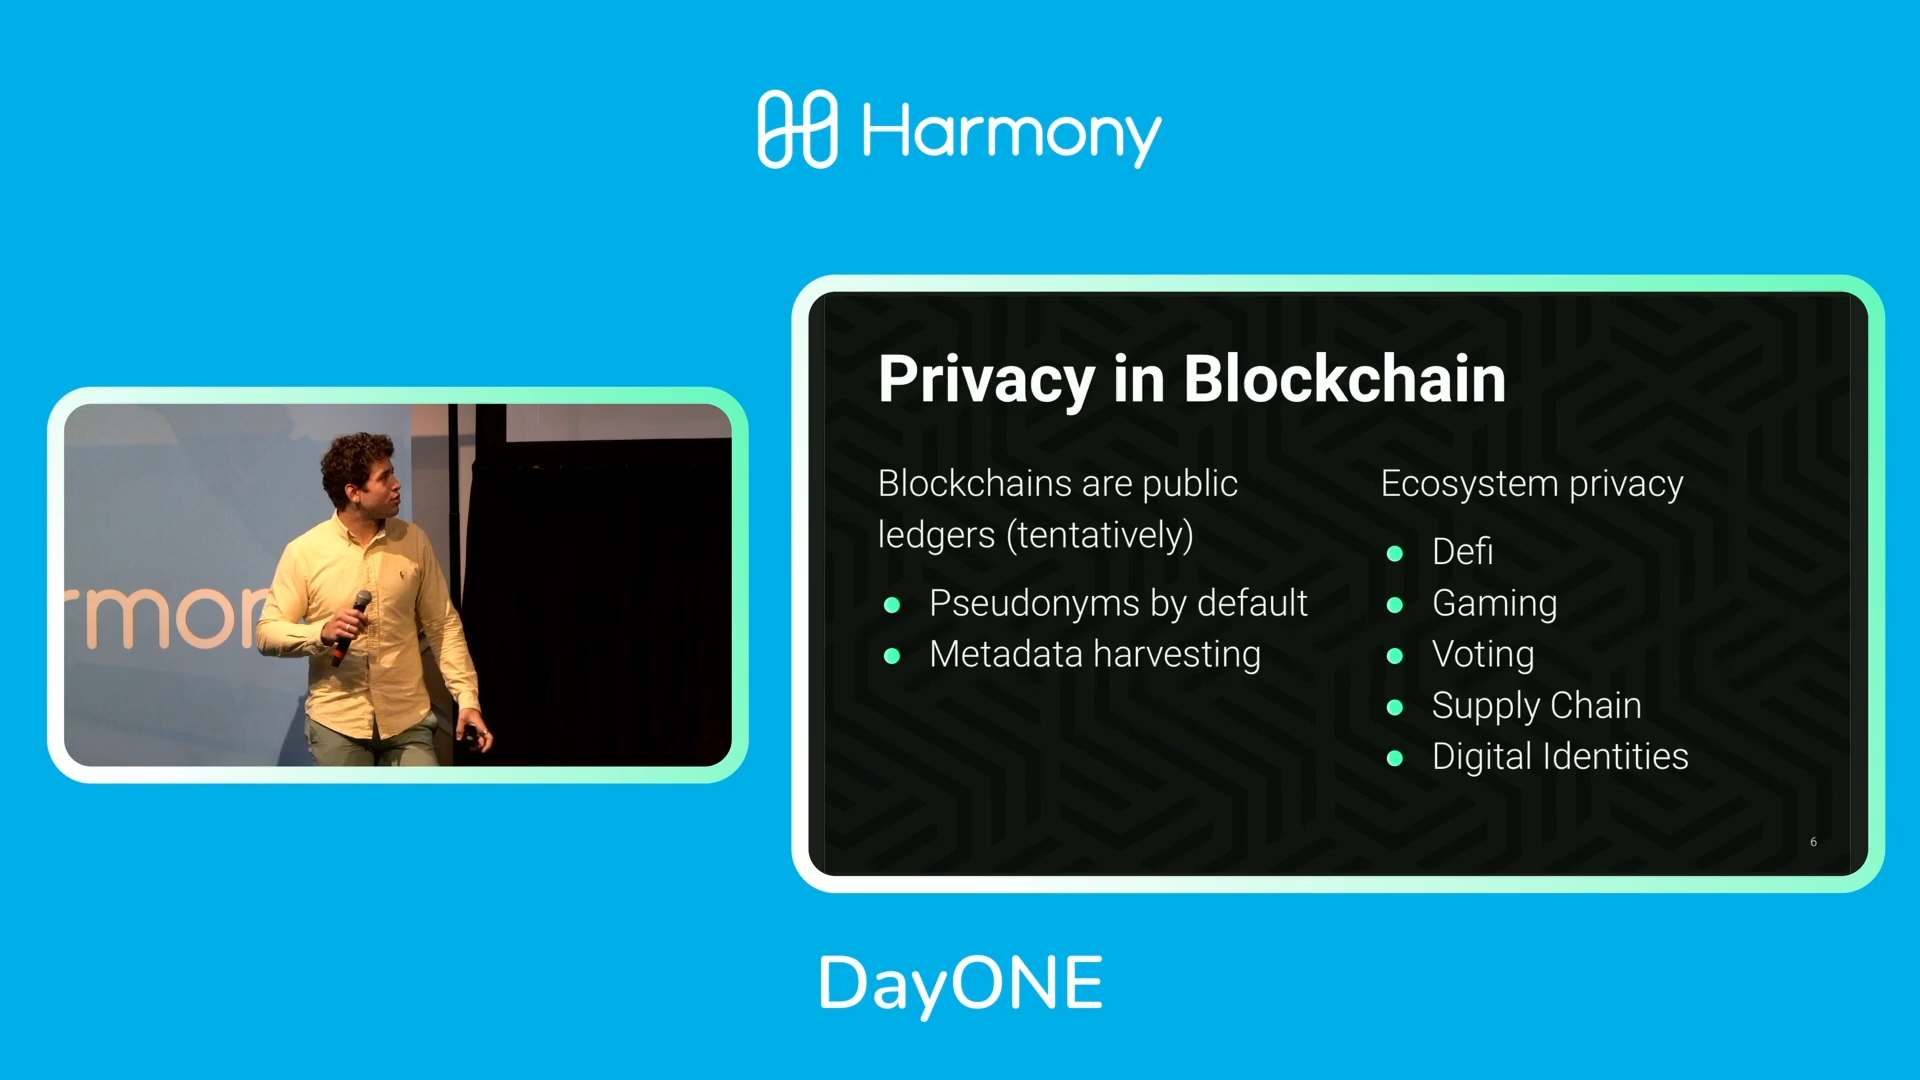 Harmony
rmon
Privacy in Blockchain
Blockchains are public
ledgers (tentatively)
Pseudonyms by default
Metadata harvesting
Ecosystem privacy
Defi
Gaming
Voting
Supply Chain
Digital Identities
6
DayONE